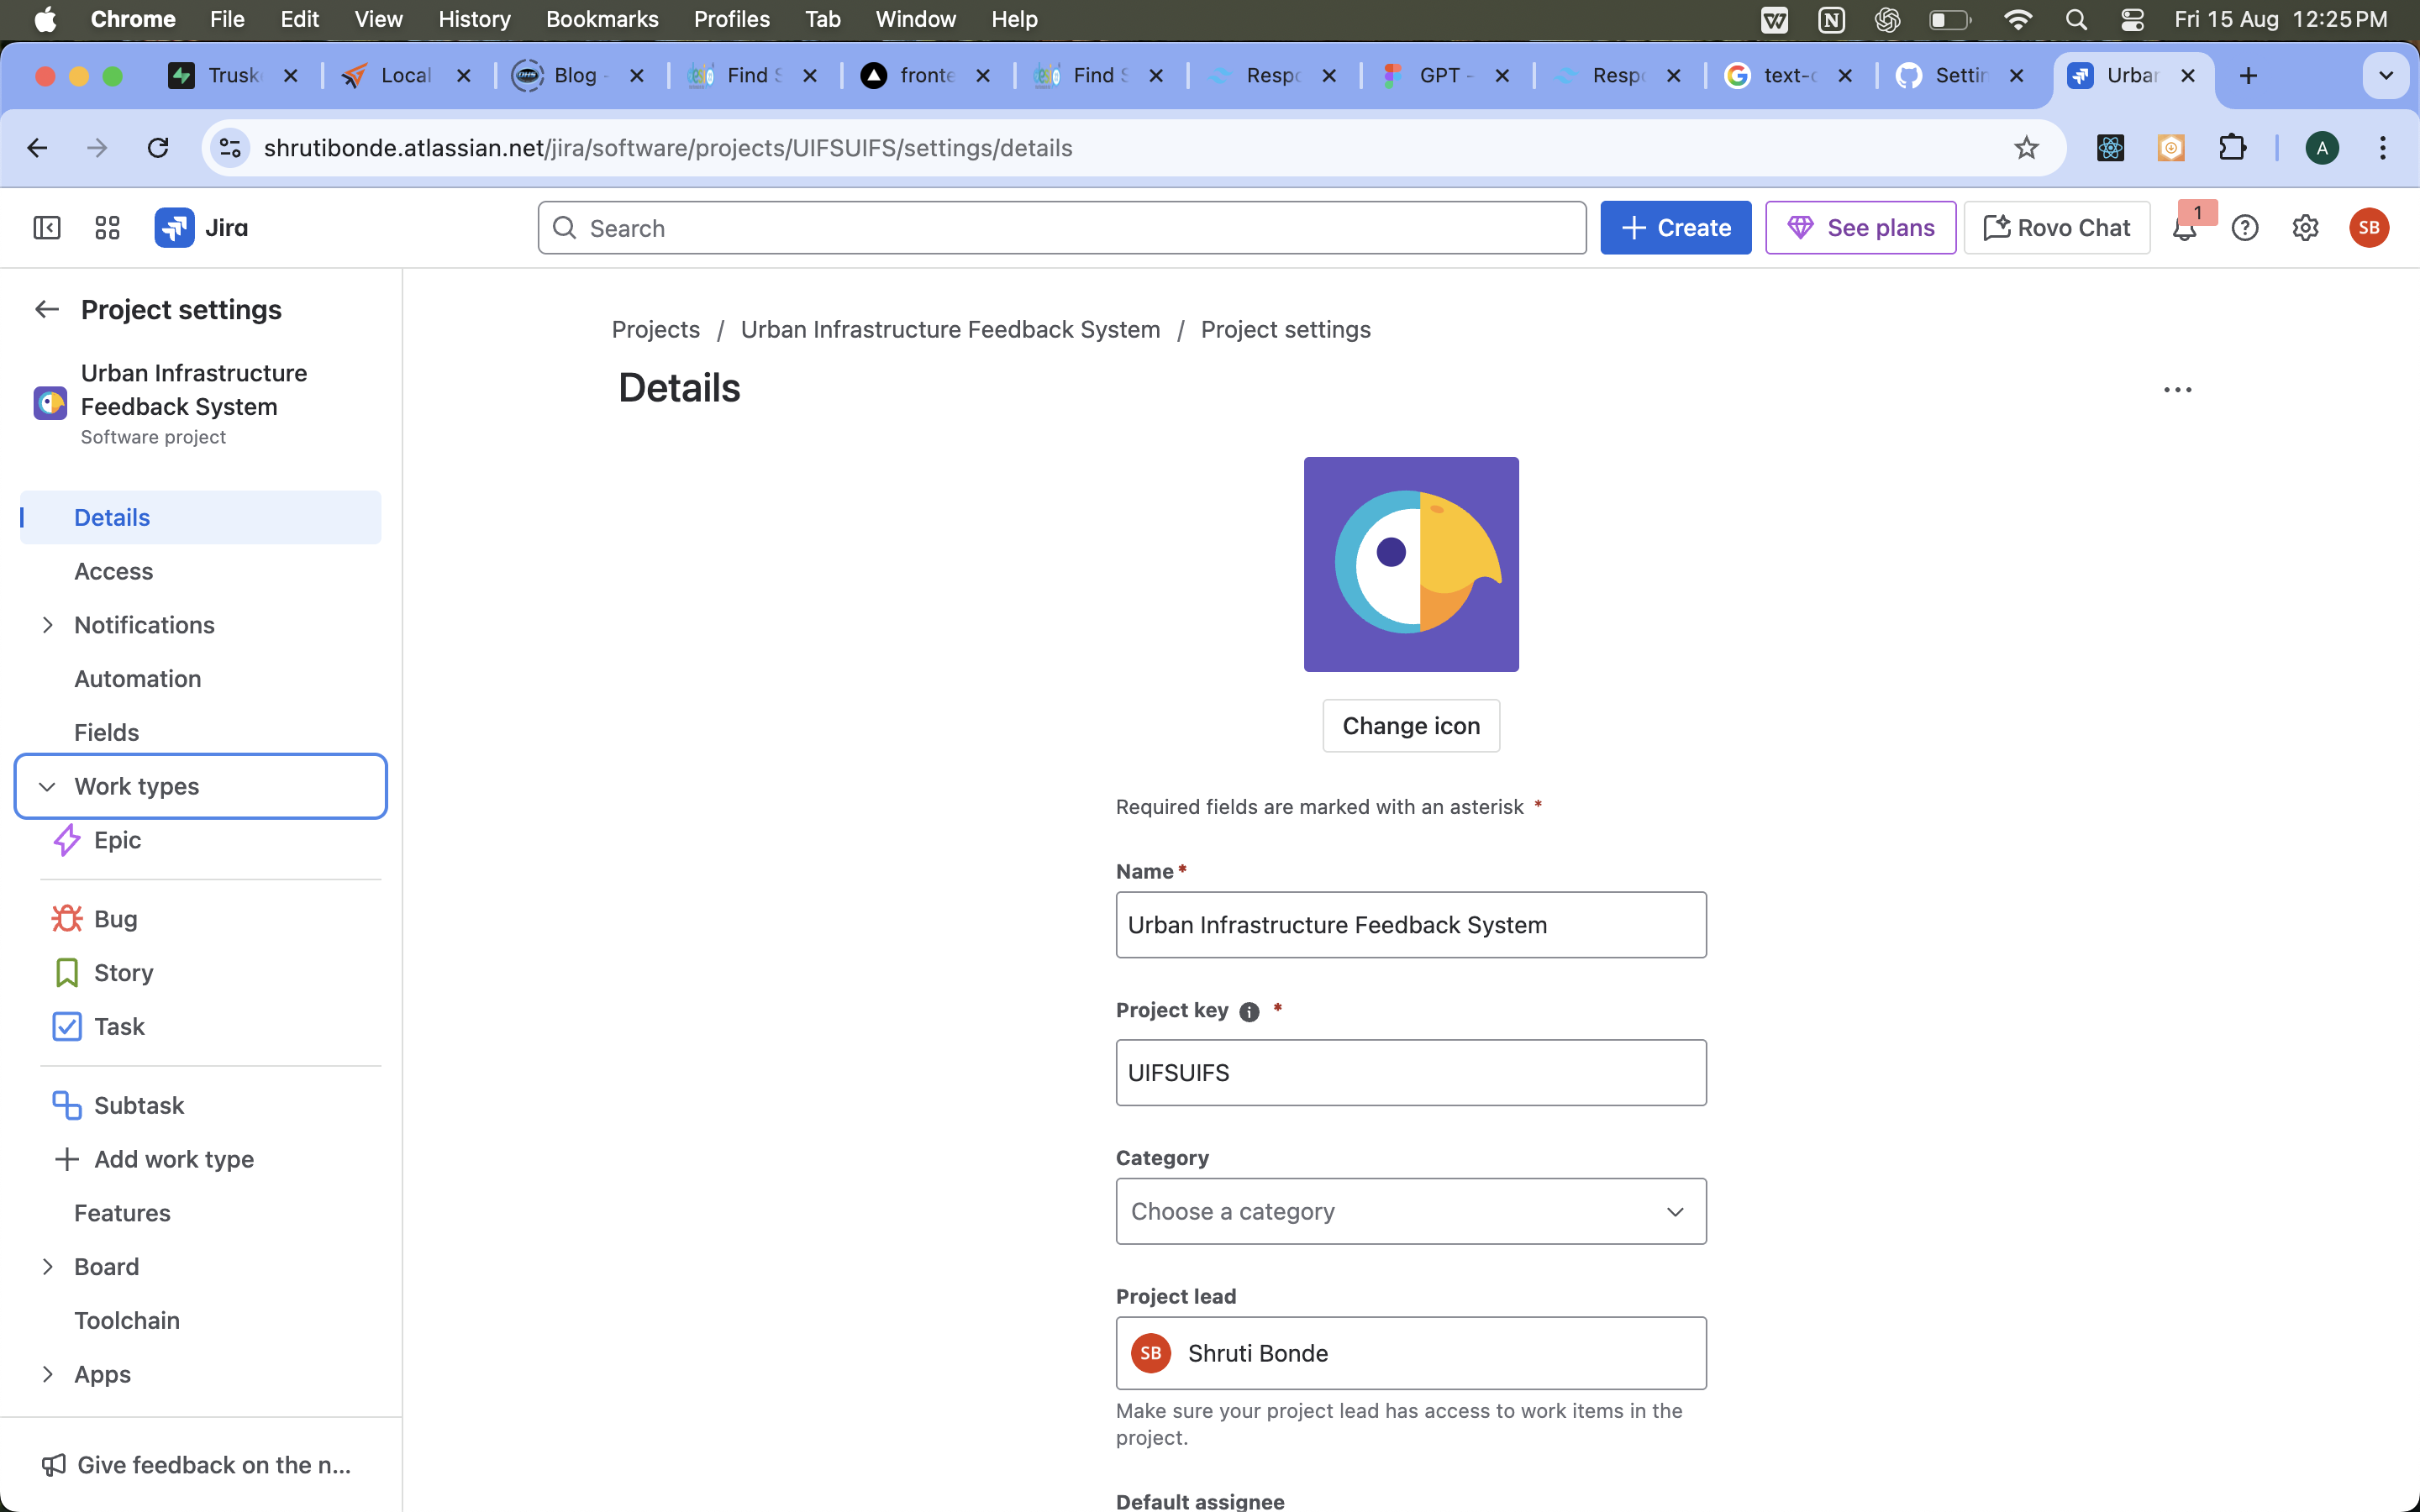 Chrome File Edit View History Bookmarks Profiles Tab Window Help Fri 15 Aug 12:25 PM
Trusk Local Blog - Find S fronte Find S Respo GPT - Respo text-c Settin Urban
shrutibonde.atlassian.net/jira/software/projects/UIFSUIFS/settings/details A
Jira Search Create See plans Rovo Chat 1 SB
Project settings
Urban Infrastructure
Feedback System
Software project
Details
Access
Notifications
Automation
Fields
Work types
Epic
Bug
Story
Task
Subtask
Add work type
Features
Board
Toolchain
Apps
Give feedback on the n...
Projects / Urban Infrastructure Feedback System / Project settings
Details
Change icon
Required fields are marked with an asterisk *
Name *
Urban Infrastructure Feedback System
Project key *
UIFSUIFS
Category
Choose a category
Project lead
SB Shruti Bonde
Make sure your project lead has access to work items in the
project.
Default assignee